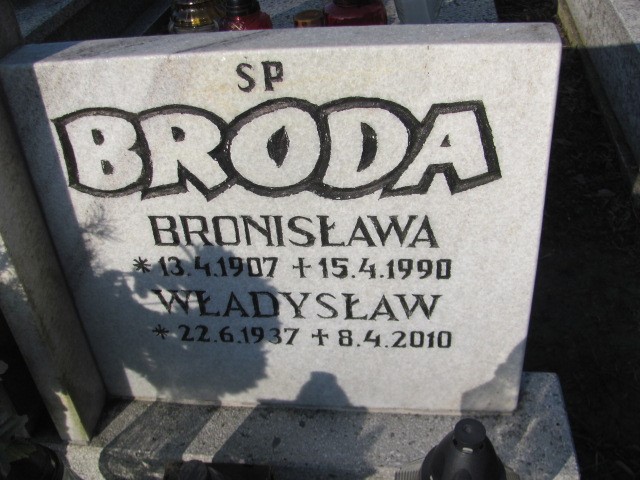 SP
BRODA
BRONISŁAWA
* 13.4.1907 + 15.4.1990
WŁADYSŁAW
* 22.6.1937 + 8.4.2010